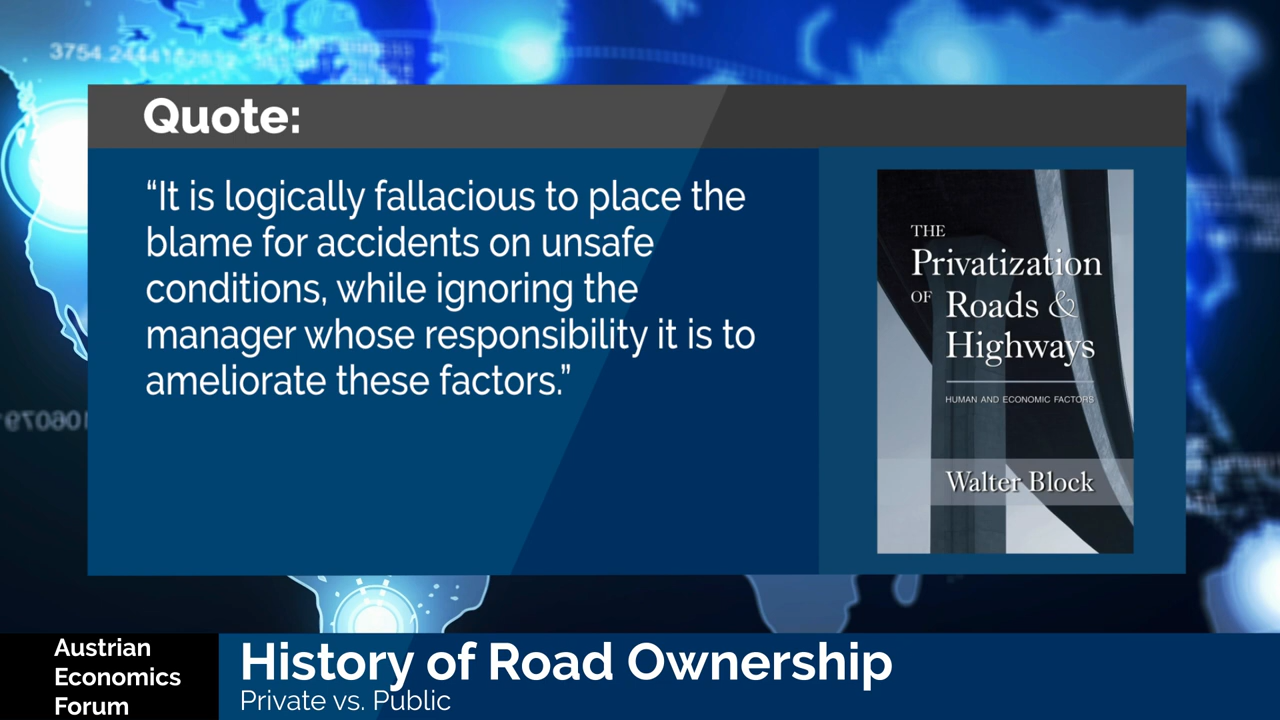 3754.2444142832
Quote:
“It is logically fallacious to place the
blame for accidents on unsafe
conditions, while ignoring the
manager whose responsibility it is to
ameliorate these factors.”
THE
Privatization
OF Roads &
Highways
HUMAN AND ECONOMIC FACTORS
Walter Block
Austrian
Economics
Forum
History of Road Ownership
Private vs. Public